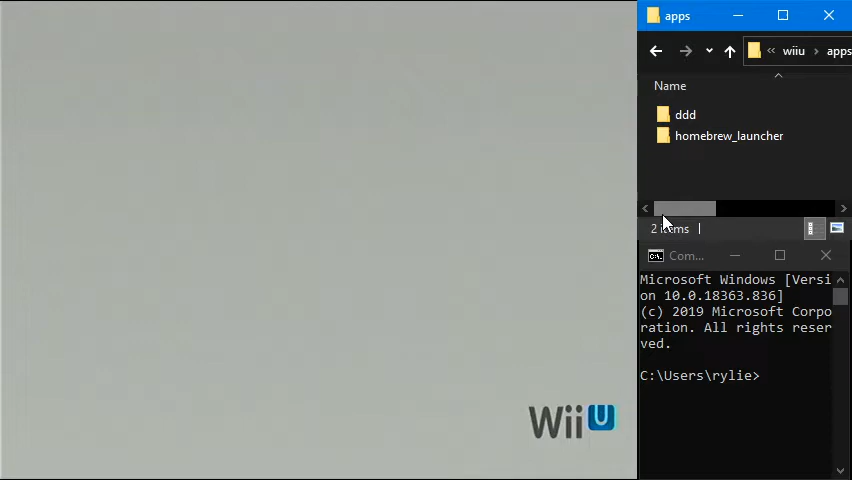 apps
« wiiu › apps
Name
ddd
homebrew_launcher
2 items
Com...
Microsoft Windows [Versi
on 10.0.18363.836]
(c) 2019 Microsoft Corpo
ration. All rights reser
ved.
C:\Users\rylie>
Wii U